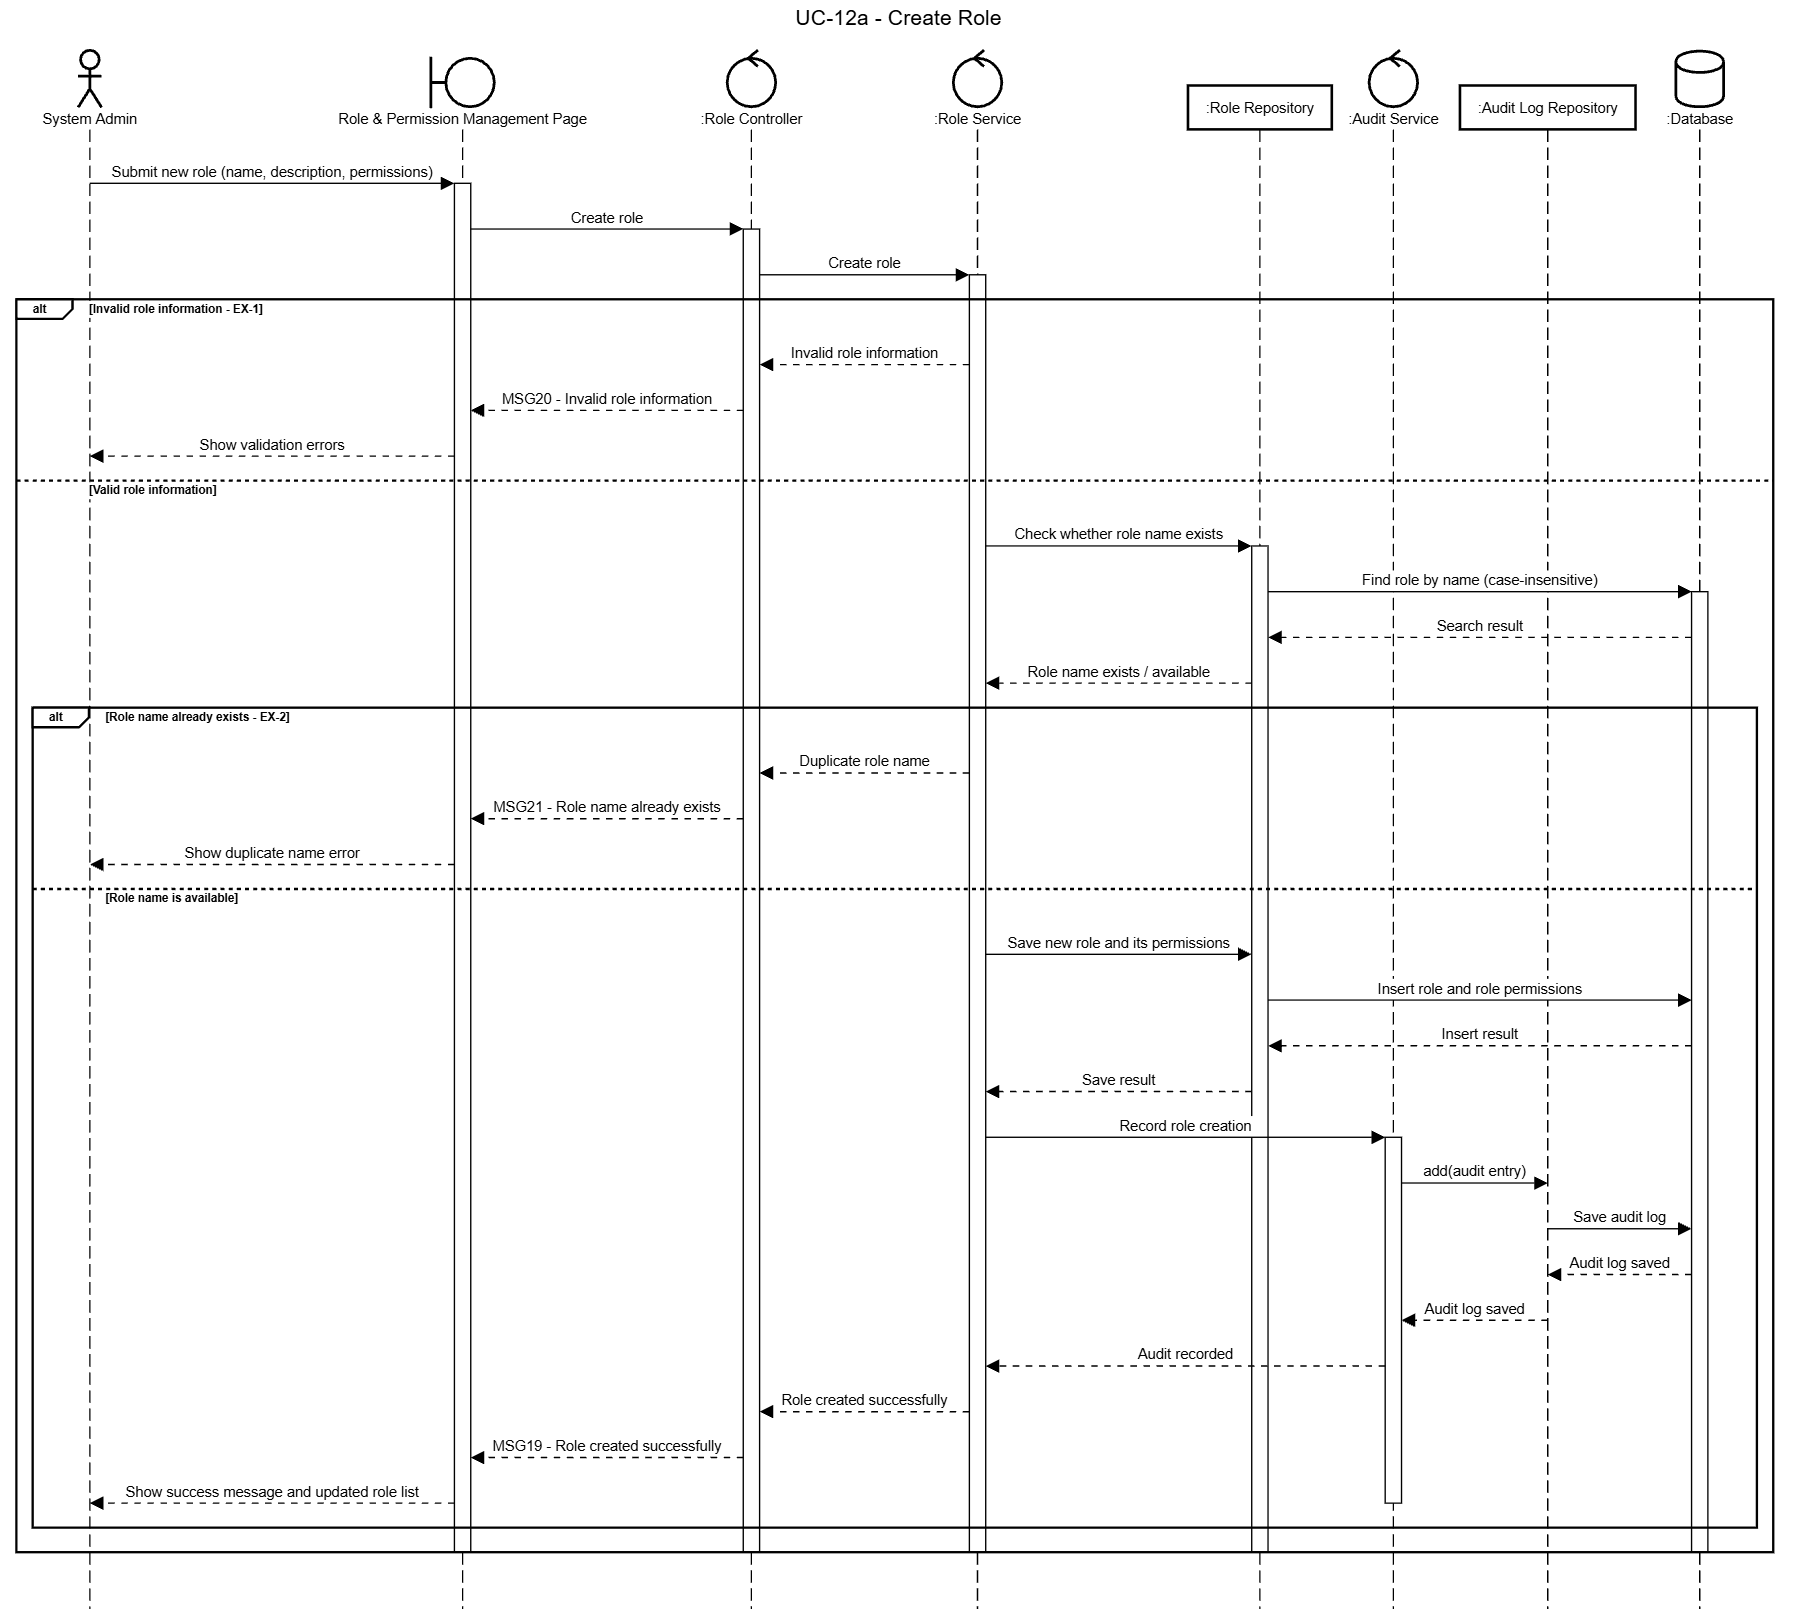 UC-12a - Create Role
System Admin
Role & Permission Management Page
:Role Controller
:Role Service
:Role Repository
:Audit Service
:Audit Log Repository
:Database
Submit new role (name, description, permissions)
Create role
Create role
alt
[Invalid role information - EX-1]
Invalid role information
MSG20 - Invalid role information
Show validation errors
[Valid role information]
Check whether role name exists
Find role by name (case-insensitive)
Search result
Role name exists / available
alt
[Role name already exists - EX-2]
Duplicate role name
MSG21 - Role name already exists
Show duplicate name error
[Role name is available]
Save new role and its permissions
Insert role and role permissions
Insert result
Save result
Record role creation
add(audit entry)
Save audit log
Audit log saved
Audit log saved
Audit recorded
Role created successfully
MSG19 - Role created successfully
Show success message and updated role list